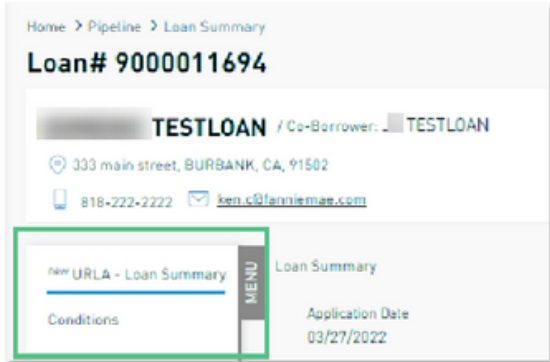 Home > Pipeline > Loan Summary
Loan# 9000011694
TESTLOAN / Co-Borrower: TESTLOAN
333 main street, BURBANK, CA, 91502
818-222-2222 ken.c@fanniemae.com
New URLA - Loan Summary
MENU
Loan Summary
Conditions
Application Date
03/27/2022